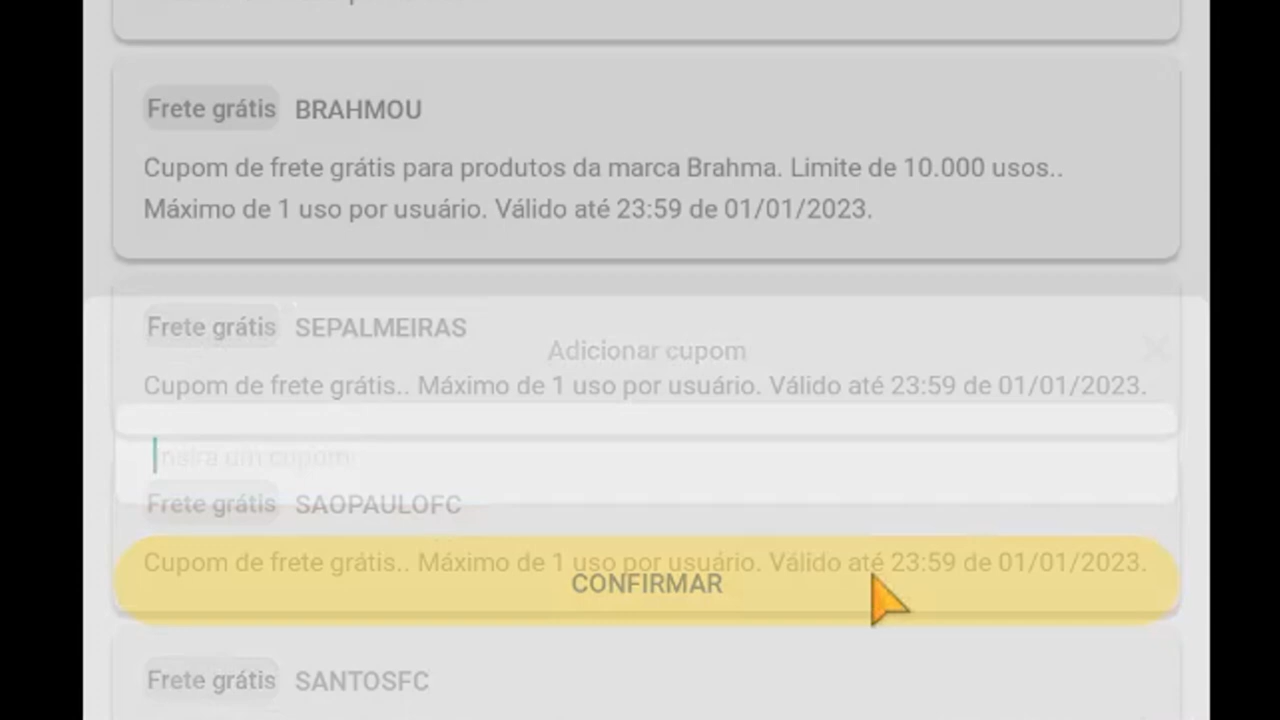 Frete grátis BRAHMOU
Cupom de frete grátis para produtos da marca Brahma. Limite de 10.000 usos..
Máximo de 1 uso por usuário. Válido até 23:59 de 01/01/2023.
Frete grátis SEPALMEIRAS
Adicionar cupom
Cupom de frete grátis.. Máximo de 1 uso por usuário. Válido até 23:59 de 01/01/2023.
Insira um cupom
Frete grátis SAOPAULOFC
Cupom de frete grátis.. Máximo de 1 uso por usuário. Válido até 23:59 de 01/01/2023.
CONFIRMAR
Frete grátis SANTOSFC